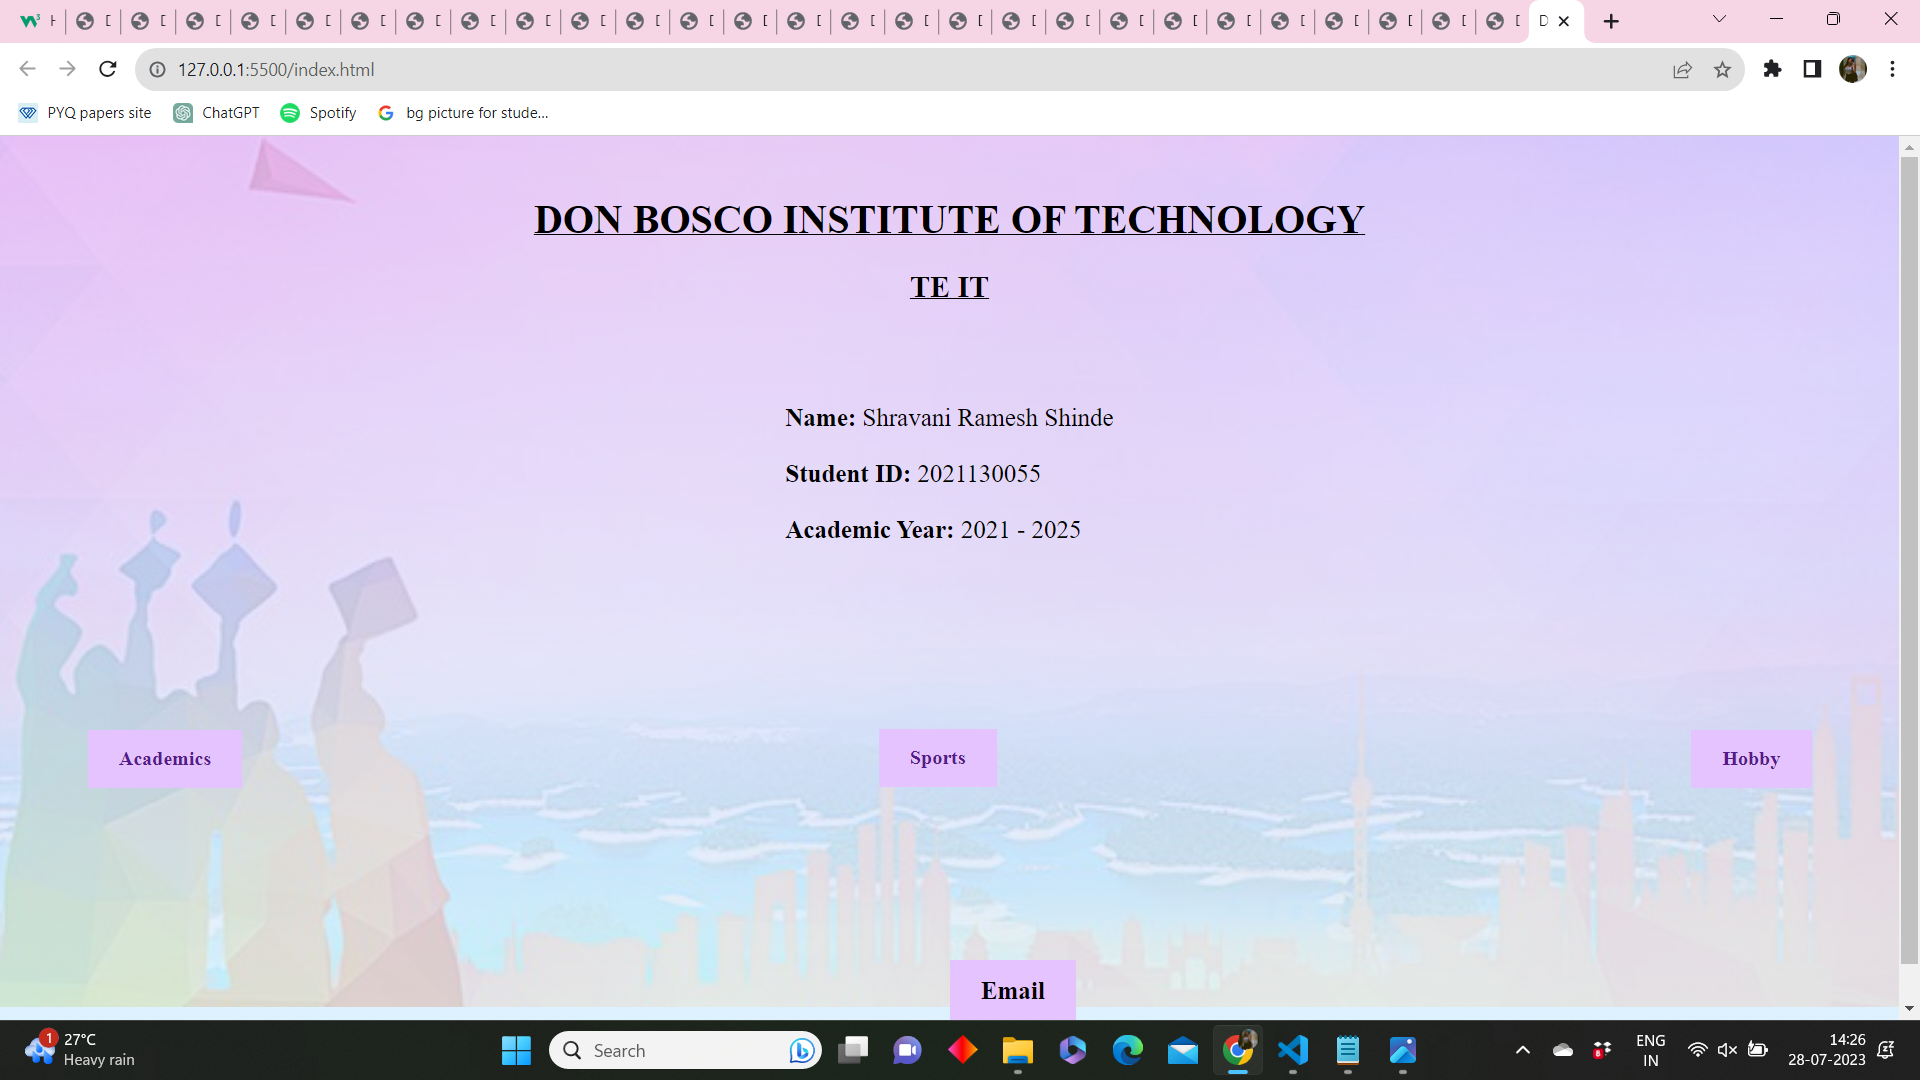 127.0.0.1:5500/index.html
PYQ papers site ChatGPT Spotify bg picture for stude...
DON BOSCO INSTITUTE OF TECHNOLOGY
TE IT
Name: Shravani Ramesh Shinde
Student ID: 2021130055
Academic Year: 2021 - 2025
Academics Sports Hobby
Email
1 27°C
Heavy rain
Search
8
ENG
IN
14:26
28-07-2023